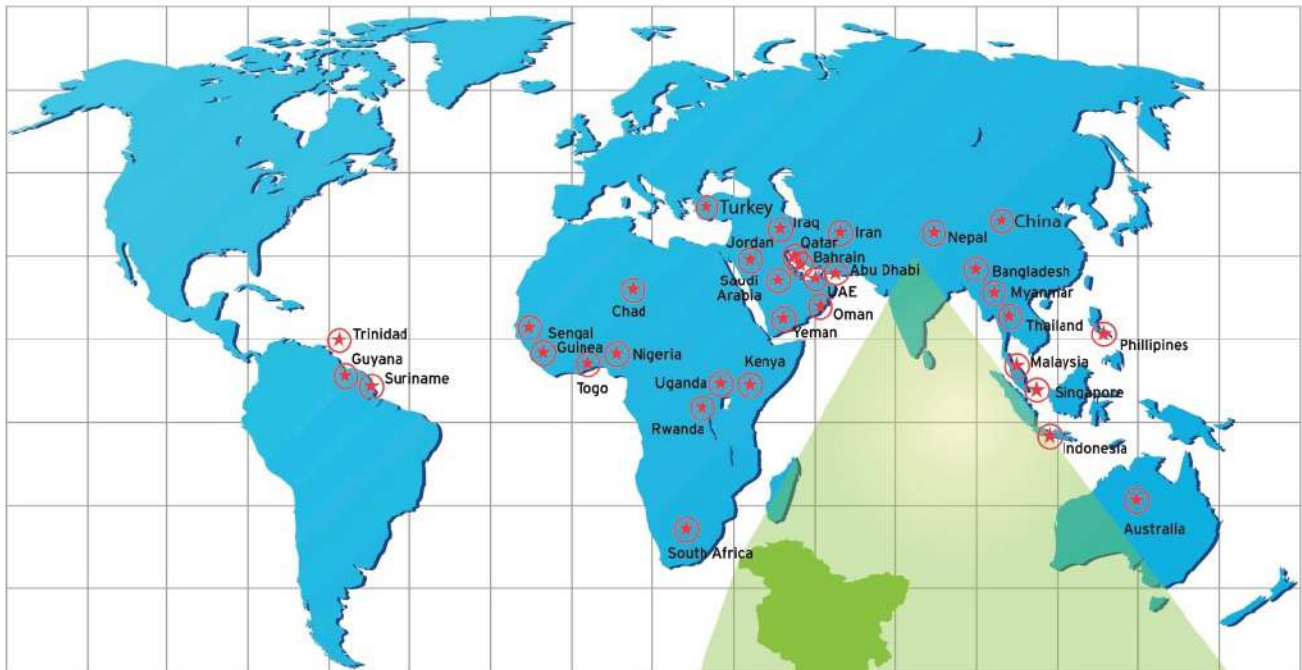 Turkey
China
Iraq
Iran
Nepal
Jordan
Qatar
Bahrain
Abu Dhabi
Bangladesh
Saudi
Arabia
UAE
Myanmar
Chad
Oman
Yeman
Thailand
Trinidad
Sengal
Phillipines
Guinea
Nigeria
Kenya
Guyana
Malaysia
Suriname
Togo
Uganda
Singapore
Rwanda
Indonesia
Australia
South Africa